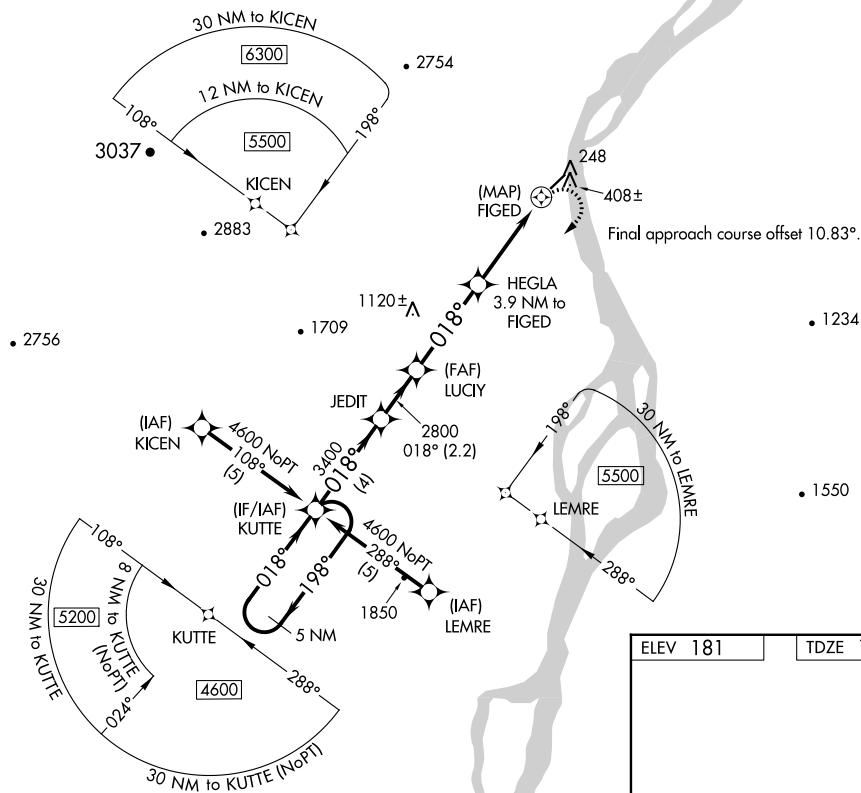 30 NM to KICEN
6300
2754
12 NM to KICEN
108°
198°
5500
3037
KICEN
2883
248
(MAP)
FIGED
408±
Final approach course offset 10.83°.
HEGLA
3.9 NM to
FIGED
1120±
018°
1709
1234
2756
(FAF)
LUCIY
JEDIT
2800
018° (2.2)
(IAF)
KICEN
4600 NoPT
108°
(5)
3400
018°
(4)
(IF/IAF)
KUTTE
198°
30 NM to LEMRE
5500
LEMRE
288°
1550
4600 NoPT
288°
(5)
1850
(IAF)
LEMRE
018°
198°
5 NM
108°
30 NM to KUTTE
5200
8 NM to KUTTE
(NoPT)
KUTTE
024°
4600
288°
30 NM to KUTTE (NoPT)
ELEV 181
TDZE